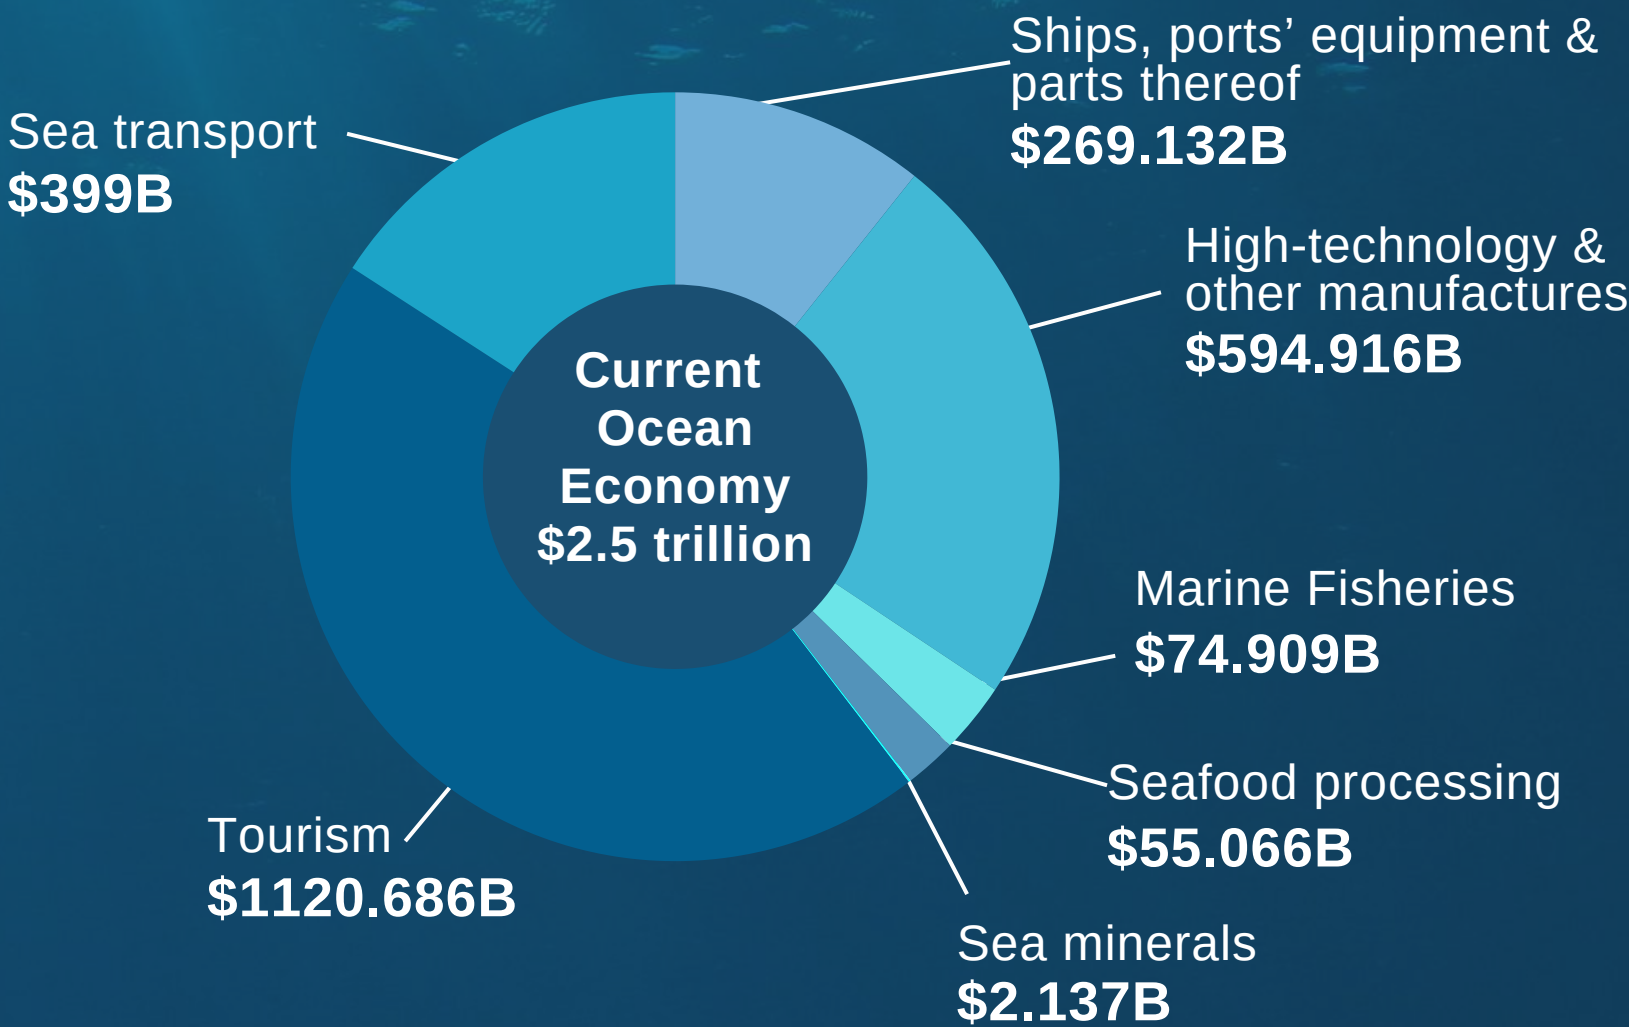 Ships, ports’ equipment &
parts thereof
$269.132B
Sea transport
$399B
High-technology &
other manufactures
$594.916B
Current
Ocean
Economy
$2.5 trillion
Marine Fisheries
$74.909B
Seafood processing
$55.066B
Tourism
$1120.686B
Sea minerals
$2.137B